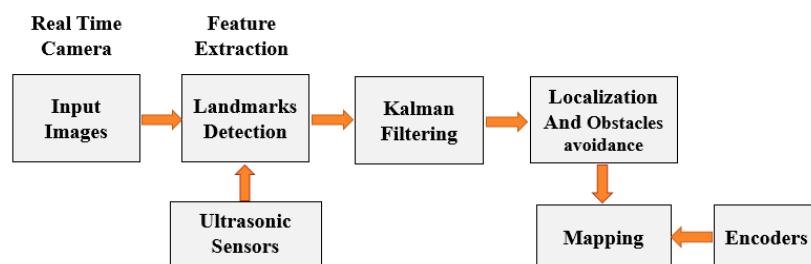 Real Time
Camera
Feature
Extraction
Input
Images
Landmarks
Detection
Kalman
Filtering
Localization
And Obstacles
avoidance
Ultrasonic
Sensors
Mapping
Encoders